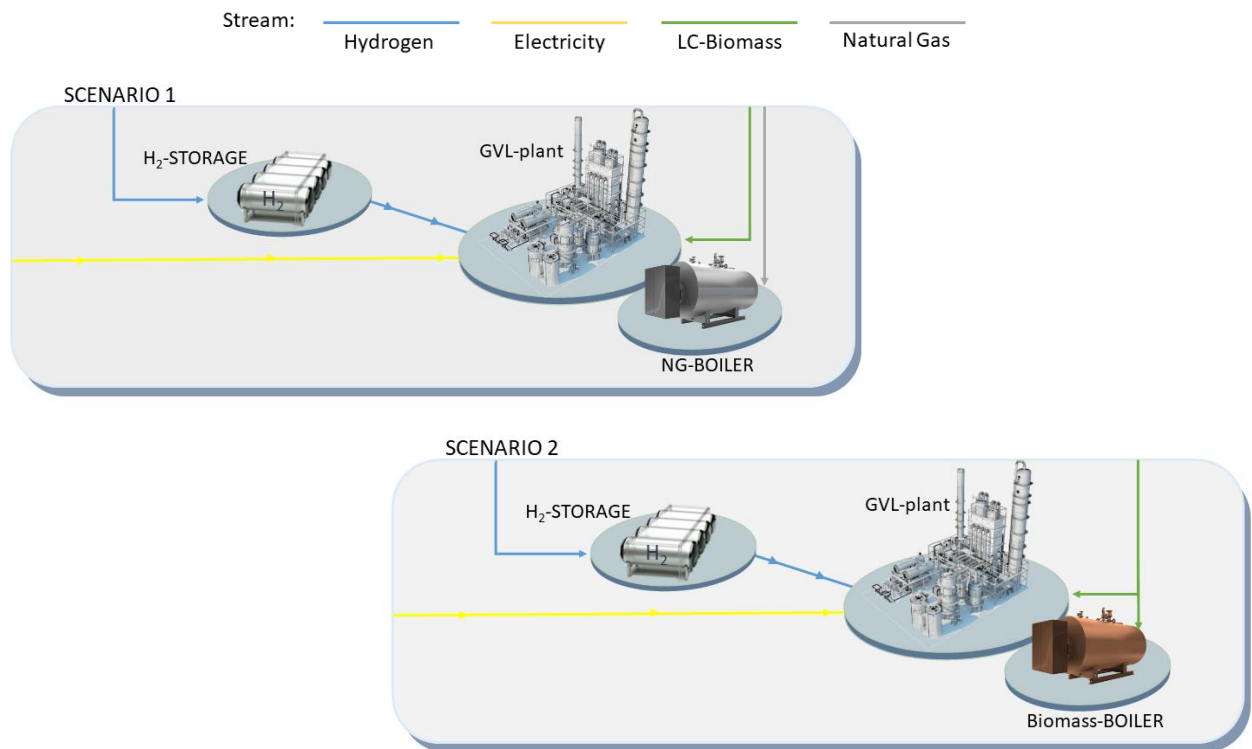 Stream:
Hydrogen
Electricity
LC-Biomass
Natural Gas
SCENARIO 1
H₂-STORAGE
GVL-plant
H₂
NG-BOILER
SCENARIO 2
H₂-STORAGE
GVL-plant
H₂
Biomass-BOILER